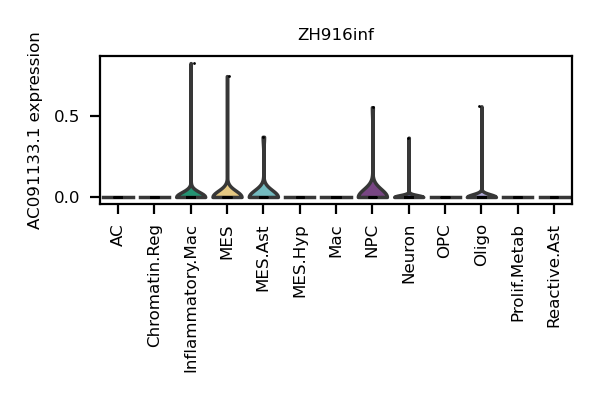 ZH916inf
AC091133.1 expression
0.5
0.0
AC
Chromatin.Reg
Inflammatory.Mac
MES
MES.Ast
MES.Hyp
Mac
NPC
Neuron
OPC
Oligo
Prolif.Metab
Reactive.Ast